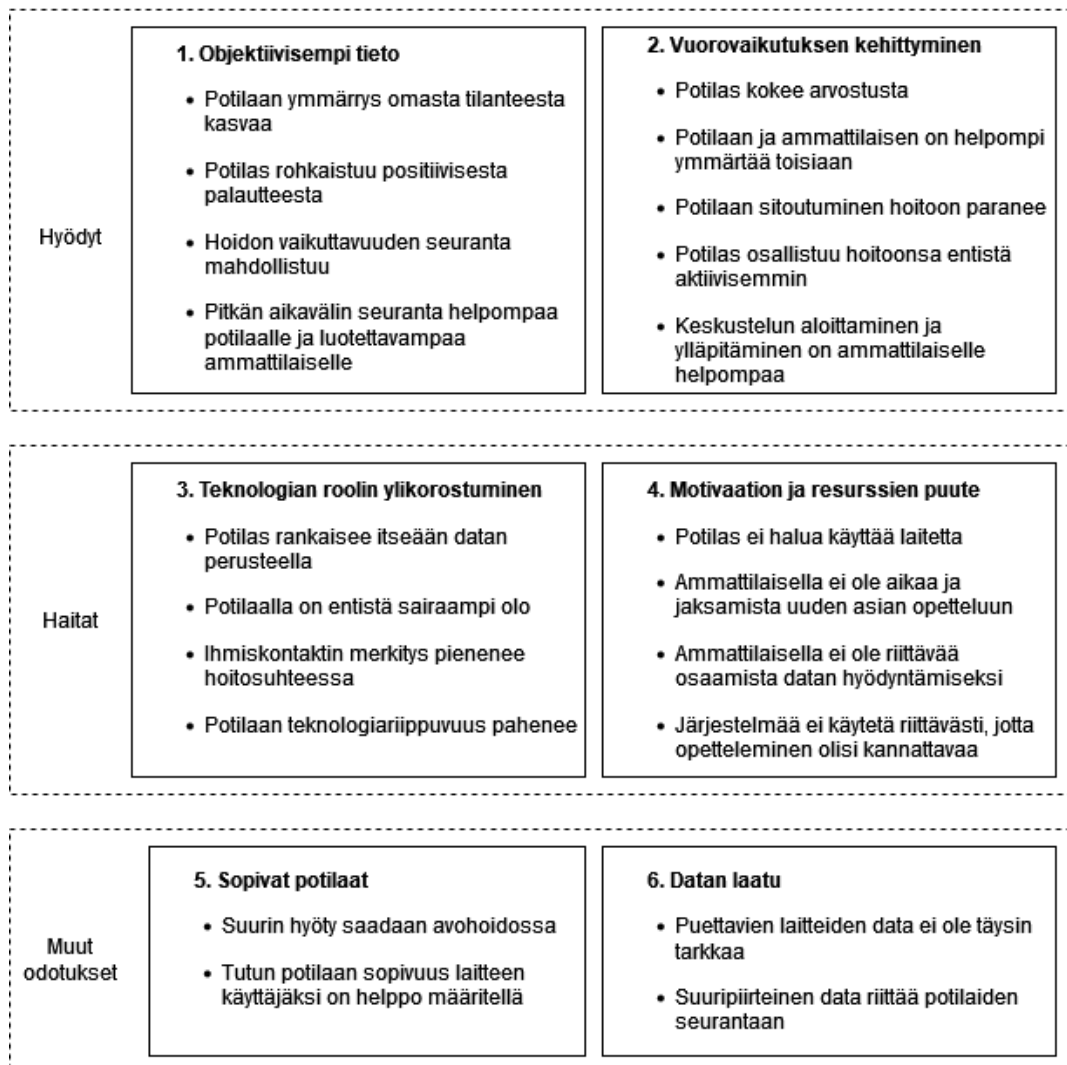 Hyödyt
1. Objektiivisempi tieto
• Potilaan ymmärrys omasta tilanteesta
kasvaa
• Potilas rohkaistuu positiivisesta
palautteesta
• Hoidon vaikuttavuuden seuranta
mahdollistuu
• Pitkän aikavälin seuranta helpompaa
potilaalle ja luotettavampaa
ammattilaiselle
2. Vuorovaikutuksen kehittyminen
• Potilas kokee arvostusta
• Potilaan ja ammattilaisen on helpompi
ymmärtää toisiaan
• Potilaan sitoutuminen hoitoon paranee
• Potilas osallistuu hoitoonsa entistä
aktiivisemmin
• Keskustelun aloittaminen ja
ylläpitäminen on ammattilaiselle
helpompaa
Haitat
3. Teknologian roolin ylikorostuminen
• Potilas rankaisee itseään datan
perusteella
• Potilaalla on entistä sairaampi olo
• Ihmiskontaktin merkitys pienenee
hoitosuhteessa
• Potilaan teknologiariippuvuus pahenee
4. Motivaation ja resurssien puute
• Potilas ei halua käyttää laitetta
• Ammattilaisella ei ole aikaa ja
jaksamista uuden asian opetteluun
• Ammattilaisella ei ole riittävää
osaamista datan hyödyntämiseksi
• Järjestelmää ei käytetä riittävästi, jotta
opetteleminen olisi kannattavaa
Muut
odotukset
5. Sopivat potilaat
• Suurin hyöty saadaan avohoidossa
• Tutun potilaan sopivuus laitteen
käyttäjäksi on helppo määritellä
6. Datan laatu
• Puettavien laitteiden data ei ole täysin
tarkkaa
• Suuripiirteinen data riittää potilaiden
seurantaan